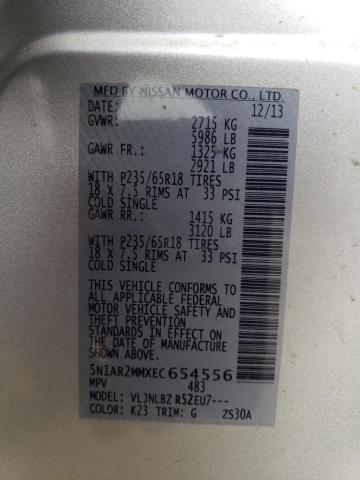 MFD BY NISSAN MOTOR CO., LTD.
DATE: 12/13
GVWR: 2715 KG
5986 LB
GAWR FR.: 1325 KG
2921 LB
WITH P235/65R18 TIRES
18 X 7.5 RIMS AT 33 PSI
COLD SINGLE
GAWR RR.: 1415 KG
3120 LB
WITH P235/65R18 TIRES
18 X 7.5 RIMS AT 33 PSI
COLD SINGLE
THIS VEHICLE CONFORMS TO
ALL APPLICABLE FEDERAL
MOTOR VEHICLE SAFETY AND
THEFT PREVENTION
STANDARDS IN EFFECT ON
THE DATE OF MANUFACTURE
SHOWN ABOVE.
5N1AR2MMXEC654556
MPV 483
MODEL: VLJNLBZ R52EU7---
COLOR: K23 TRIM: G ZS30A